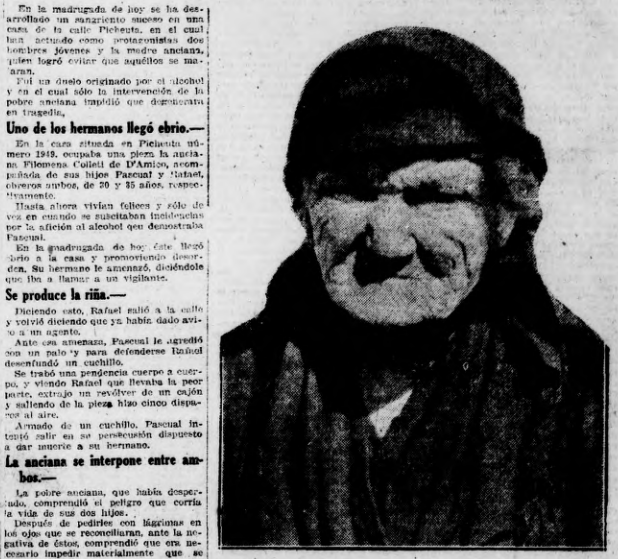 En la madrugada de hoy se ha des-
arrollado un sangriento suceso en una
casa de la calle Picheuta, en el cual
han actuado como protagonistas dos
hombres jóvenes y la madre anciana,
quien logró evitar que aquéllos se ma-
aran.
Fué un duelo originado por el alcohol
y en el cual sólo la intervención de la
pobre anciana impidió que degenerara
en tragedia.
Uno de los hermanos llegó ebrio.—
En la casa situada en Picheuta nú-
mero 1949, ocupaba una pieza la ancia-
na Filomena Colleti de D'Amico, acom-
pañada de sus hijos Pascual y Rafael,
obreros ambos, de 30 y 35 años, respec-
tivamente.
Hasta ahora vivían felices y sólo de
vez en cuando se suscitaban incidencias
por la afición al alcohol qeu demostraba
Pascual.
En la madrugada de hoy éste llegó
ebrio a la casa y promoviendo desor-
den. Su hermano le amenazó, diciéndole
que iba a llamar a un vigilante.
Se produce la riña.—
Diciendo esto, Rafael salió a la calle
y volvió diciendo que ya había dado avi-
so a un agente.
Ante esa amenaza, Pascual le agredió
con un palo y para defenderse Rafael
desenfundó un cuchillo.
Se trabó una pendencia cuerpo a cuer-
po, y viendo Rafael que llevaba la peor
parte, extrajo un revólver de un cajón
y saliendo de la pieza hizo cinco dispa-
ros al aire.
Armado de un cuchillo, Pascual in-
tentó salir en su persecusión dispuesto
a dar muerte a su hermano.
La anciana se interpone entre am-
bos.—
La pobre anciana, que había desper-
tado, comprendió el peligro que corría
la vida de sus dos hijos.
Después de pedirles con lágrimas en
los ojos que se reconciliaran, ante la ne-
gativa de éstos, comprendió que era ne-
cesario impedir materialmente que se